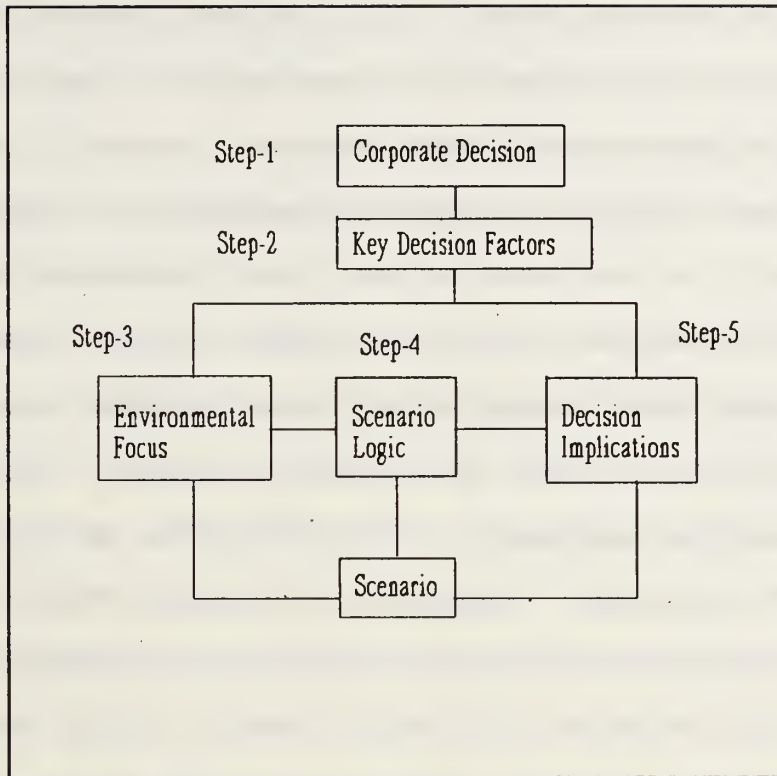 Step-1
Corporate Decision
Step-2
Key Decision Factors
Step-3
Step-4
Step-5
Environmental
Focus
Scenario
Logic
Decision
Implications
Scenario